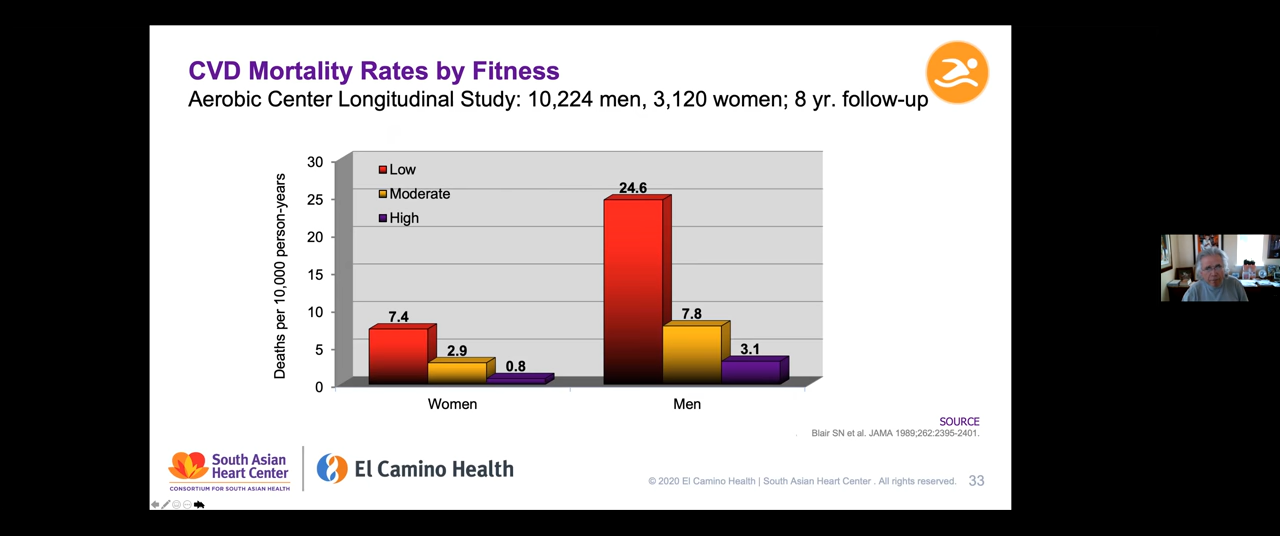 CVD Mortality Rates by Fitness
Aerobic Center Longitudinal Study: 10,224 men, 3,120 women; 8 yr. follow-up
Deaths per 10,000 person-years
30
25
20
15
10
5
0
Low
Moderate
High
7.4
2.9
0.8
24.6
7.8
3.1
Women
Men
SOURCE
Blair SN et al. JAMA 1989;262:2395-2401.
South Asian
Heart Center
CONSORTIUM FOR SOUTH ASIAN HEALTH
El Camino Health
© 2020 El Camino Health | South Asian Heart Center . All rights reserved.
33